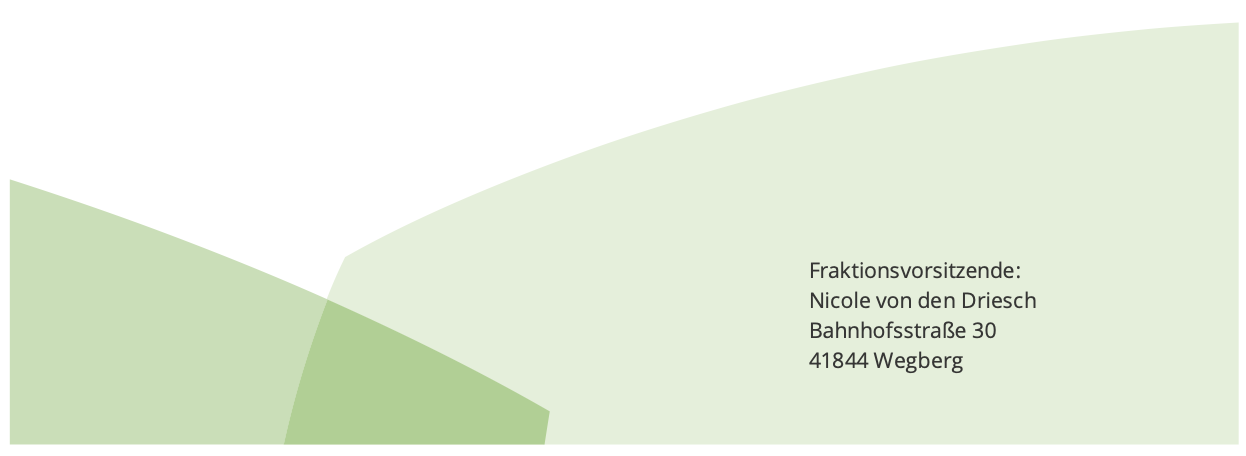 Fraktionsvorsitzende:
Nicole von den Driesch
Bahnhofsstraße 30
41844 Wegberg